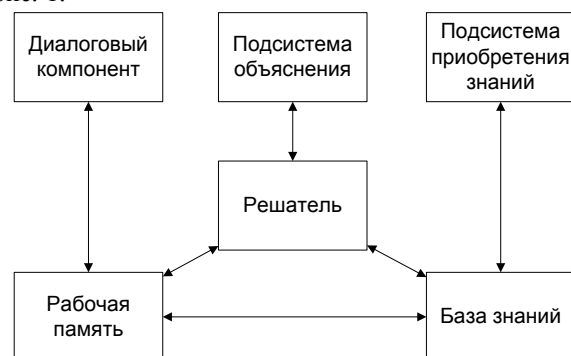 Диалоговый
компонент
Подсистема
объяснения
Подсистема
приобретения
знаний
Решатель
Рабочая
память
База знаний